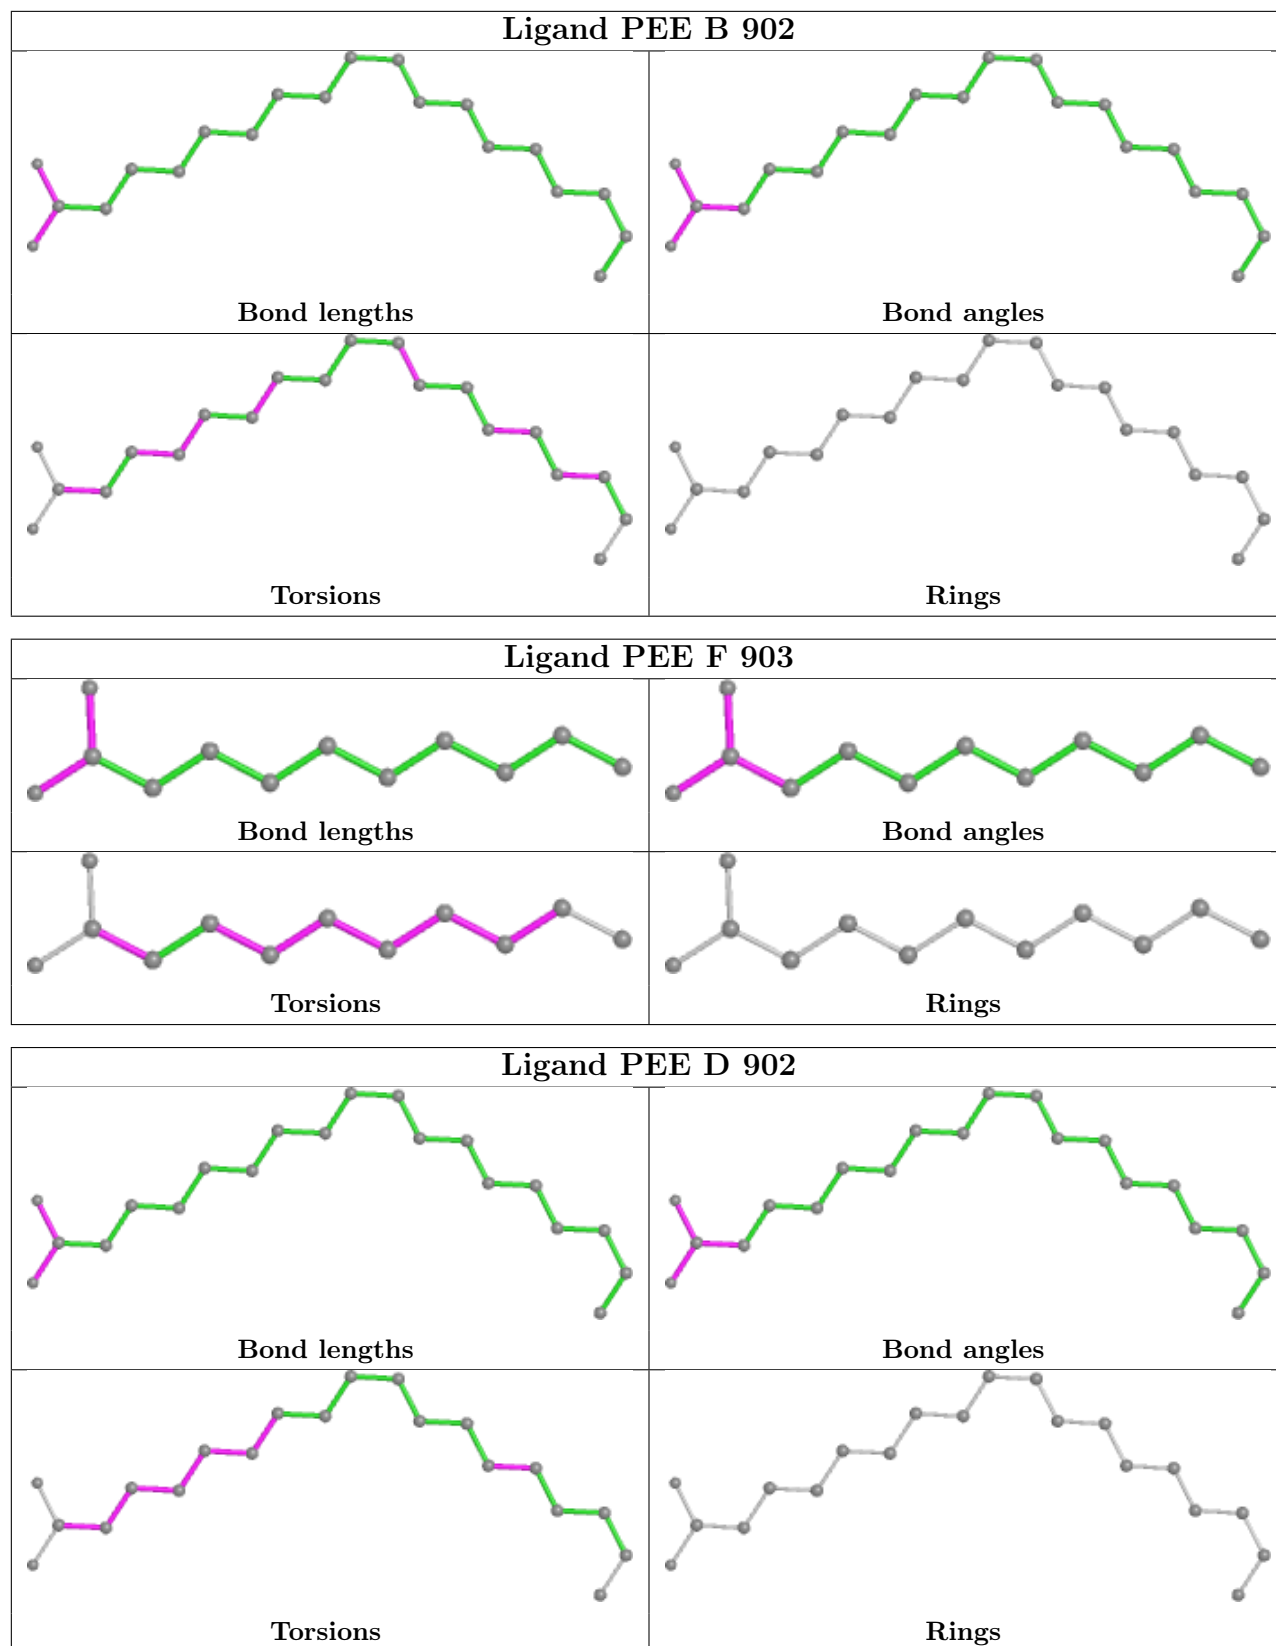 Ligand PEE B 902
Bond lengths
Bond angles
Torsions
Rings
Ligand PEE F 903
Bond lengths
Bond angles
Torsions
Rings
Ligand PEE D 902
Bond lengths
Bond angles
Torsions
Rings